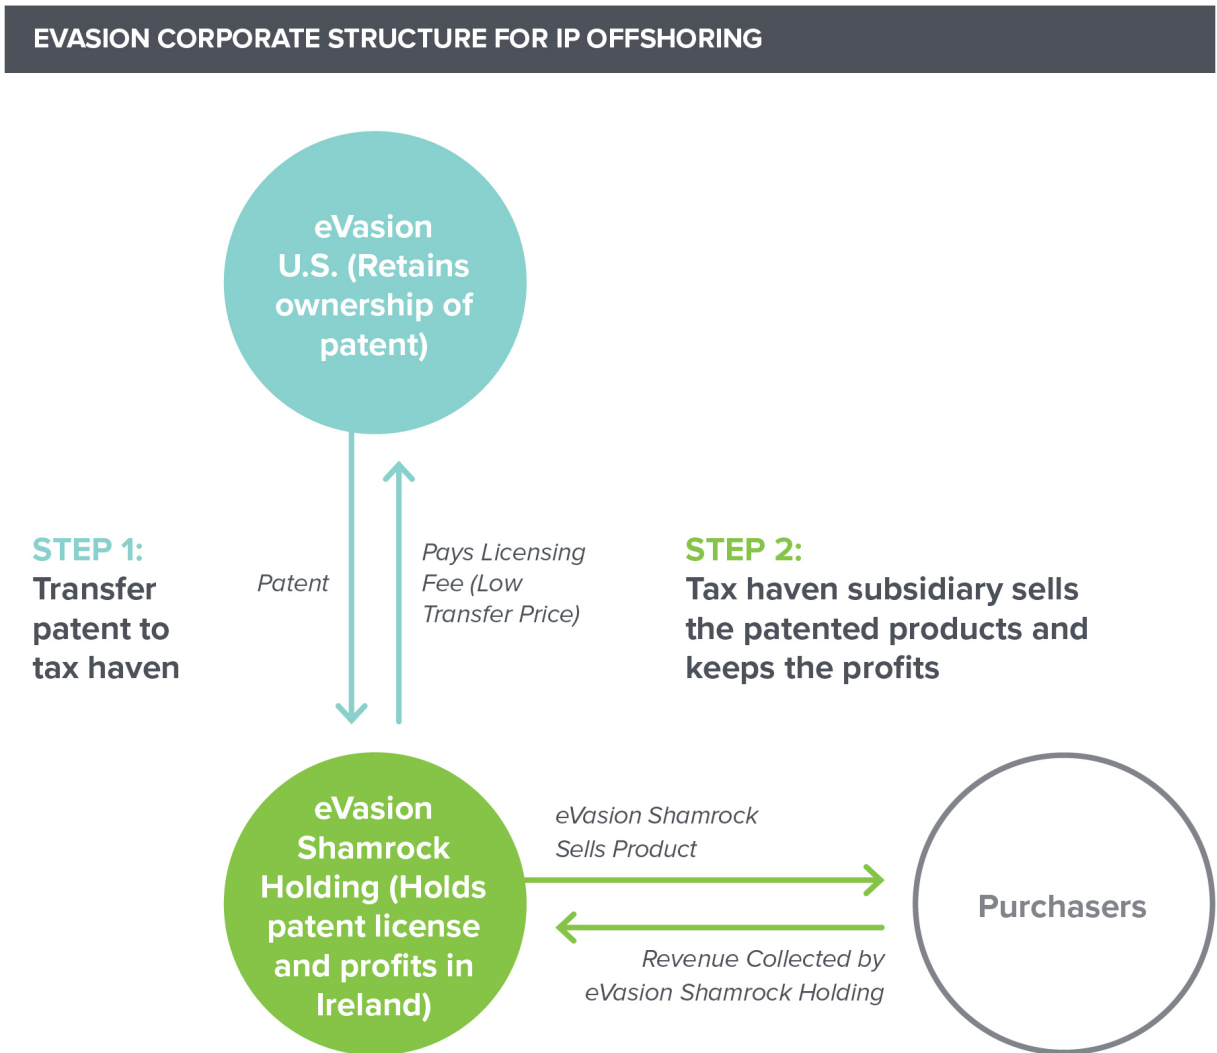 EVASION CORPORATE STRUCTURE FOR IP OFFSHORING
eVasion
U.S. (Retains
ownership of
patent)
STEP 1:
Transfer
patent to
tax haven
Patent
Pays Licensing
Fee (Low
Transfer Price)
STEP 2:
Tax haven subsidiary sells
the patented products and
keeps the profits
eVasion
Shamrock
Holding (Holds
patent license
and profits in
Ireland)
eVasion Shamrock
Sells Product
Revenue Collected by
eVasion Shamrock Holding
Purchasers